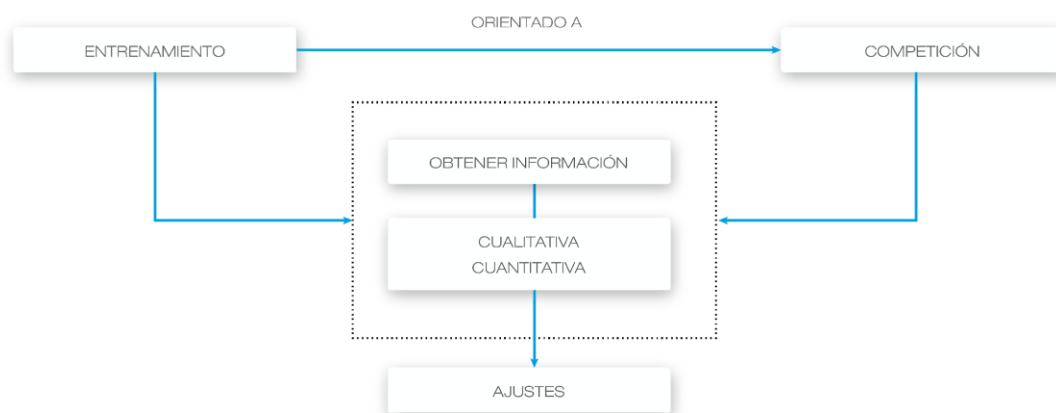 ORIENTADO A
ENTRENAMIENTO
COMPETICIÓN
OBTENER INFORMACIÓN
CUALITATIVA
CUANTITATIVA
AJUSTES